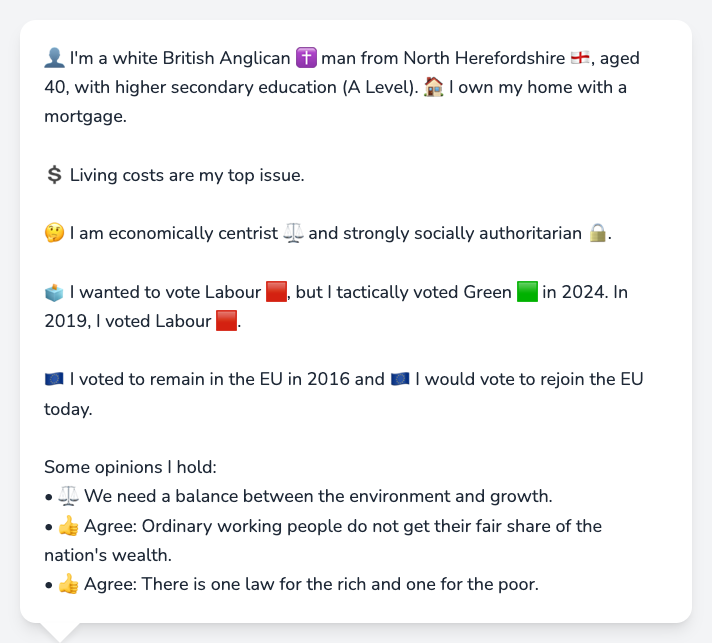 👤 I'm a white British Anglican ✝️ man from North Herefordshire 🏴󠁧󠁢󠁥󠁮󠁧󠁿, aged
40, with higher secondary education (A Level). 🏠 I own my home with a
mortgage.
💲 Living costs are my top issue.
🤔 I am economically centrist ⚖️ and strongly socially authoritarian 🔒.
🗳️ I wanted to vote Labour 🟥, but I tactically voted Green 🟩 in 2024. In
2019, I voted Labour 🟥.
🇪🇺 I voted to remain in the EU in 2016 and 🇪🇺 I would vote to rejoin the EU
today.
Some opinions I hold:
• ⚖️ We need a balance between the environment and growth.
• 👍 Agree: Ordinary working people do not get their fair share of the
nation's wealth.
• 👍 Agree: There is one law for the rich and one for the poor.